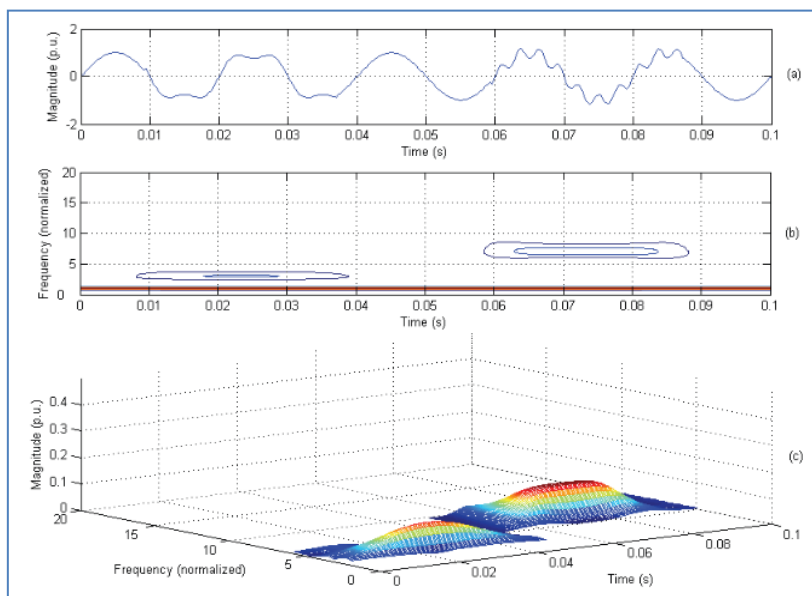 2
0
-2
Magnitude (p.u.)
0 0.01 0.02 0.03 0.04 0.05 0.06 0.07 0.08 0.09 0.1
Time (s)
(a)
20
15
10
5
0
Frequency (normalized)
0 0.01 0.02 0.03 0.04 0.05 0.06 0.07 0.08 0.09 0.1
Time (s)
(b)
0.4
0.3
0.2
0.1
0
Magnitude (p.u.)
20 15 10 5 0
Frequency (normalized)
0 0.02 0.04 0.06 0.08 0.1
Time (s)
(c)